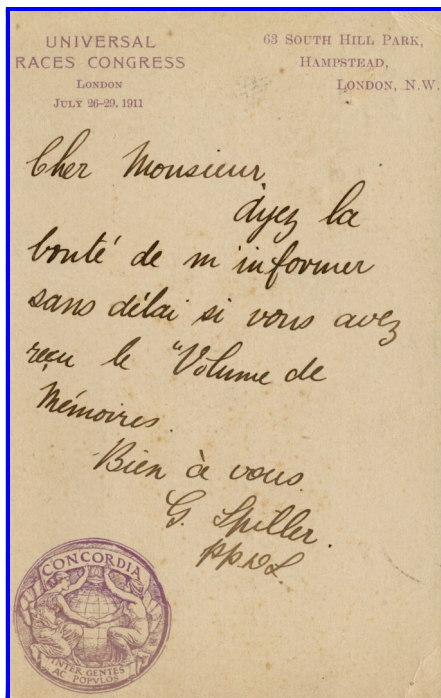 UNIVERSAL
RACES CONGRESS
LONDON
JULY 26-29, 1911
63 SOUTH HILL PARK,
HAMPSTEAD,
LONDON, N.W.
Cher Monsieur
Ayez la
bonté de m'informer
sans délai si vous avez
reçu le "Volume de
Mémoires.
Bien à vous.
G. Spiller.
CONCORDIA
INTER GENTES
AC POPVLOS